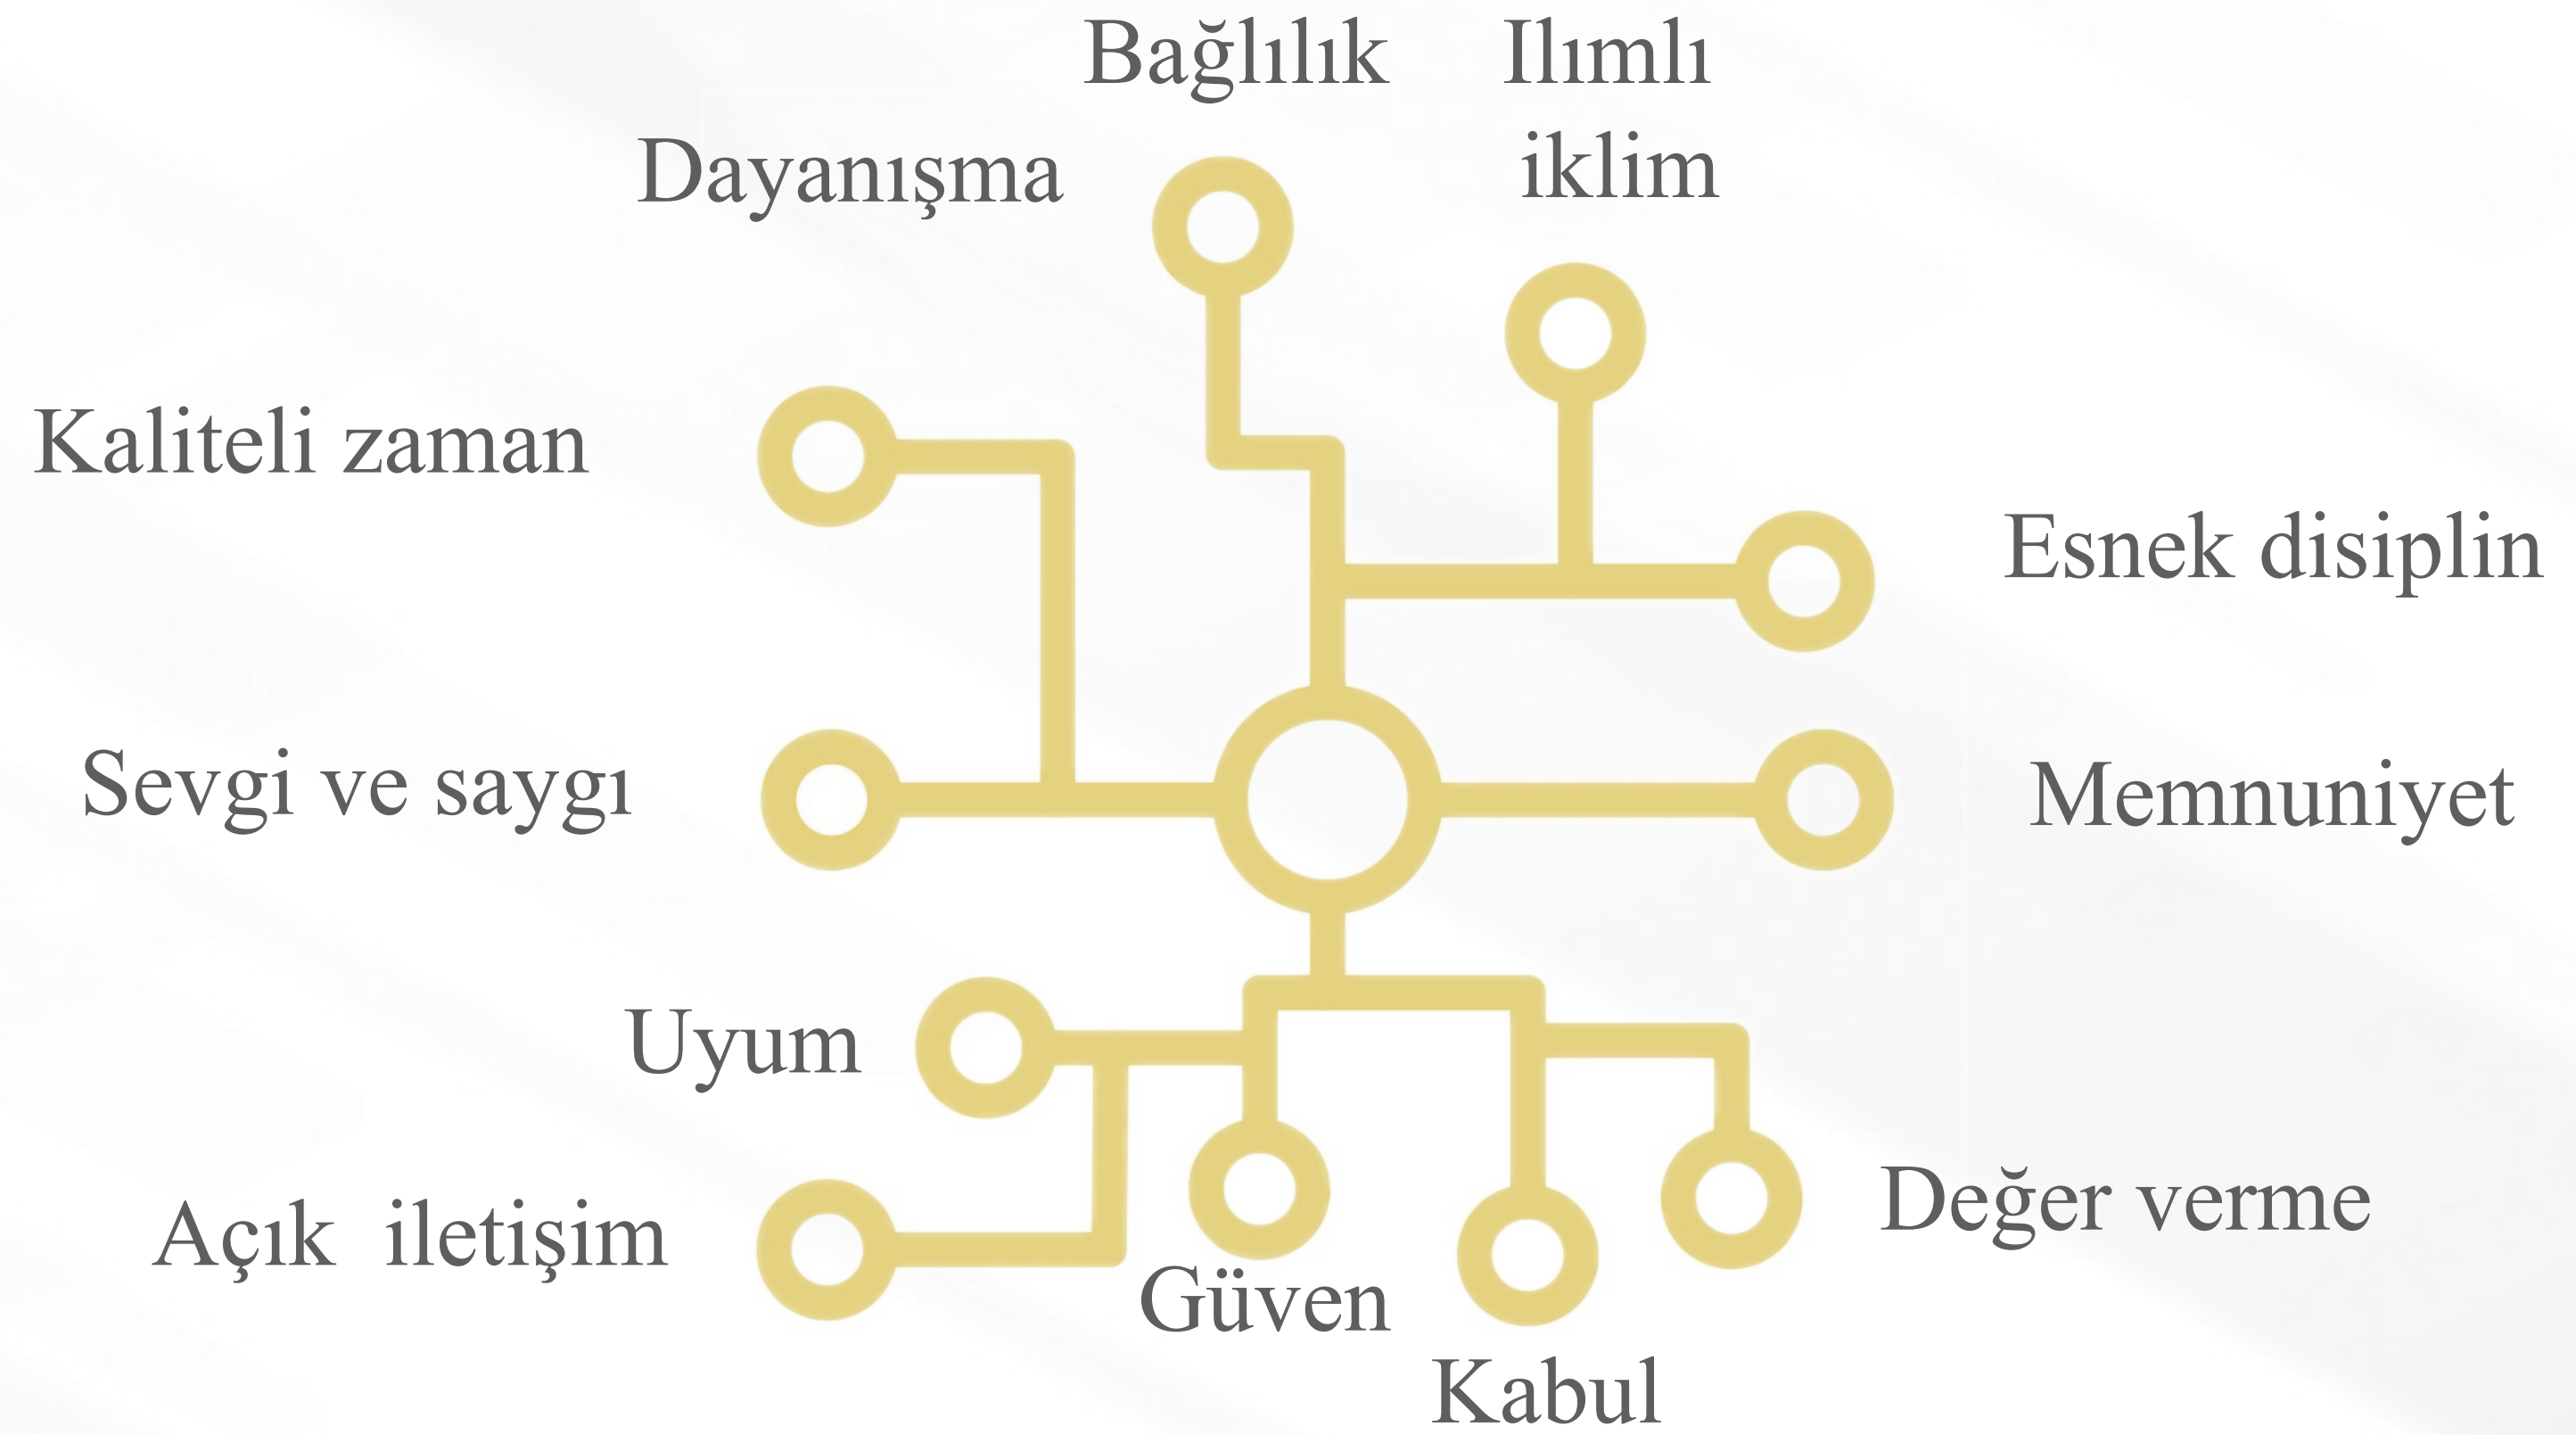 Bağlılık
Ilımlı
iklim
Dayanışma
Kaliteli zaman
Esnek disiplin
Sevgi ve saygı
Memnuniyet
Uyum
Açık  iletişim
Değer verme
Güven
Kabul